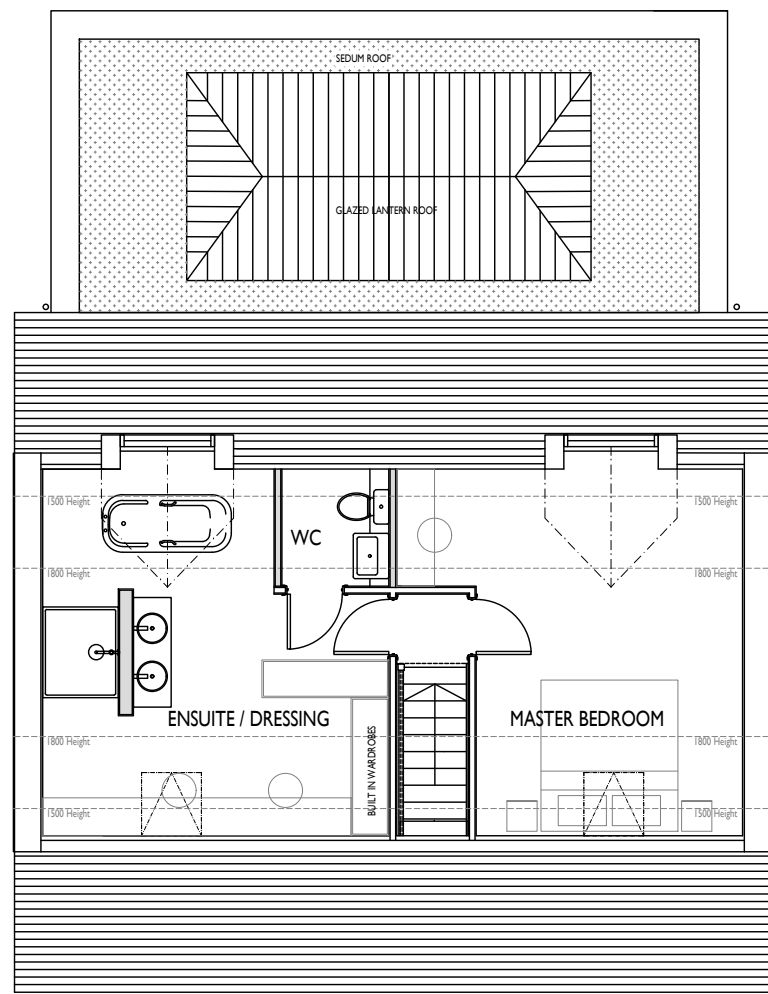 SEDUM ROOF
GLAZED LANTERN ROOF
1500 Height
1500 Height
WC
1800 Height
1800 Height
ENSUITE / DRESSING
MASTER BEDROOM
BUILT IN WARDROBES
1800 Height
1800 Height
1500 Height
1500 Height